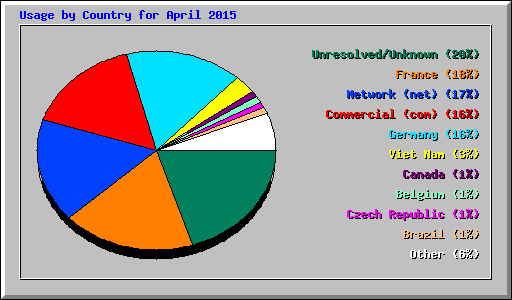 Usage by Country for April 2015
Unresolved/Unknown (20%)
France (18%)
Network (net) (17%)
Commercial (com) (16%)
Germany (16%)
Viet Nam (3%)
Canada (1%)
Belgium (1%)
Czech Republic (1%)
Brazil (1%)
Other (6%)